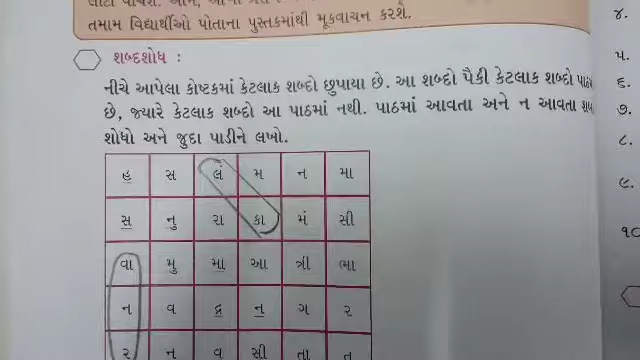 તમામ વિદ્યાર્થીઓ પોતાના પુસ્તકમાંથી મૂકવાચન કરશે.
શબ્દશોધ :
નીચે આપેલા કોષ્ટકમાં કેટલાક શબ્દો છુપાયા છે. આ શબ્દો પૈકી કેટલાક શબ્દો
છે, જ્યારે કેટલાક શબ્દો આ પાઠમાં નથી. પાઠમાં આવતા અને ન આવતા
શોધો અને જુદા પાડીને લખો.
હ સ લં મ ન મા
સ નુ રા કા મં સી
વા મુ મા આ ત્રી ભા
ન વ દ્ર ન ગ ર
ર ન વ સી તા ત
૪.
૫.
૬.
૭.
૮.
૯.
૧૦